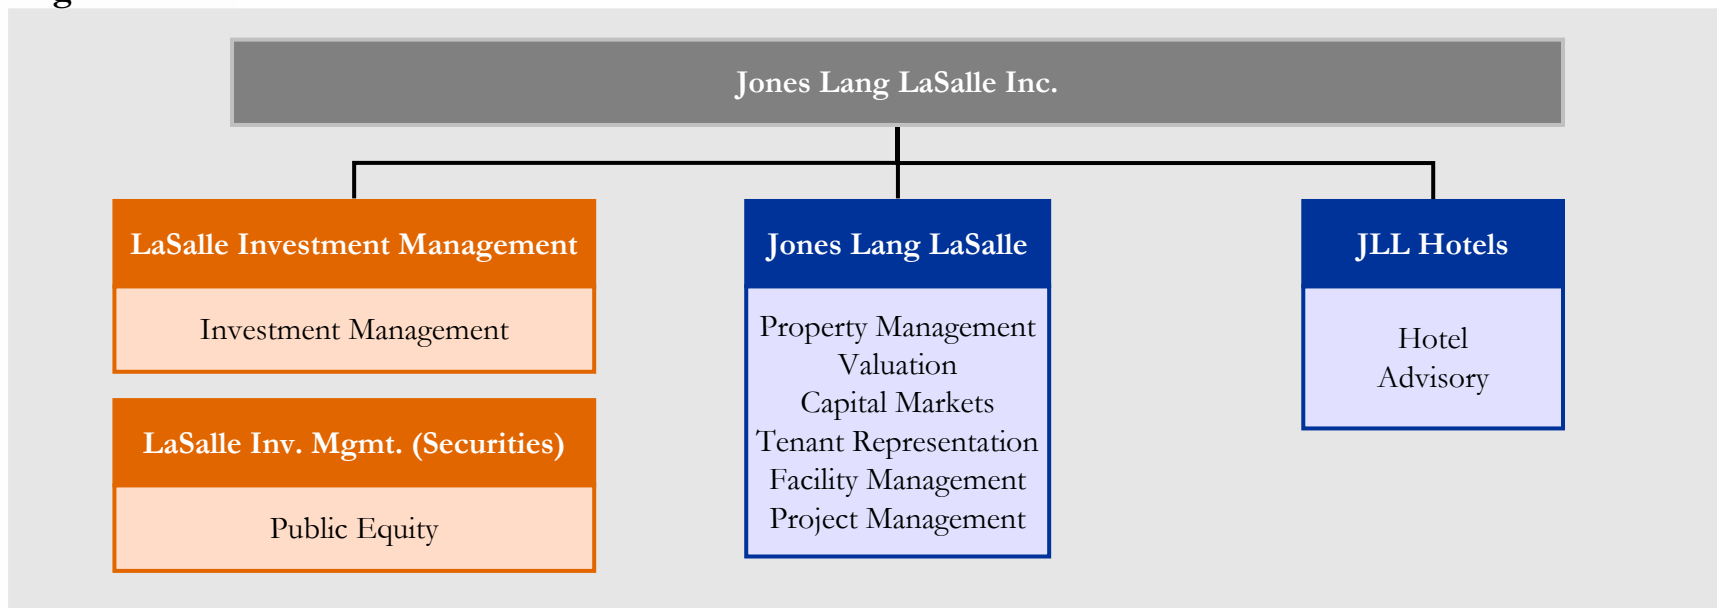 Jones Lang LaSalle Inc.
LaSalle Investment Management
Investment Management
LaSalle Inv. Mgmt. (Securities)
Public Equity
Jones Lang LaSalle
Property Management
Valuation
Capital Markets
Tenant Representation
Facility Management
Project Management
JLL Hotels
Hotel
Advisory